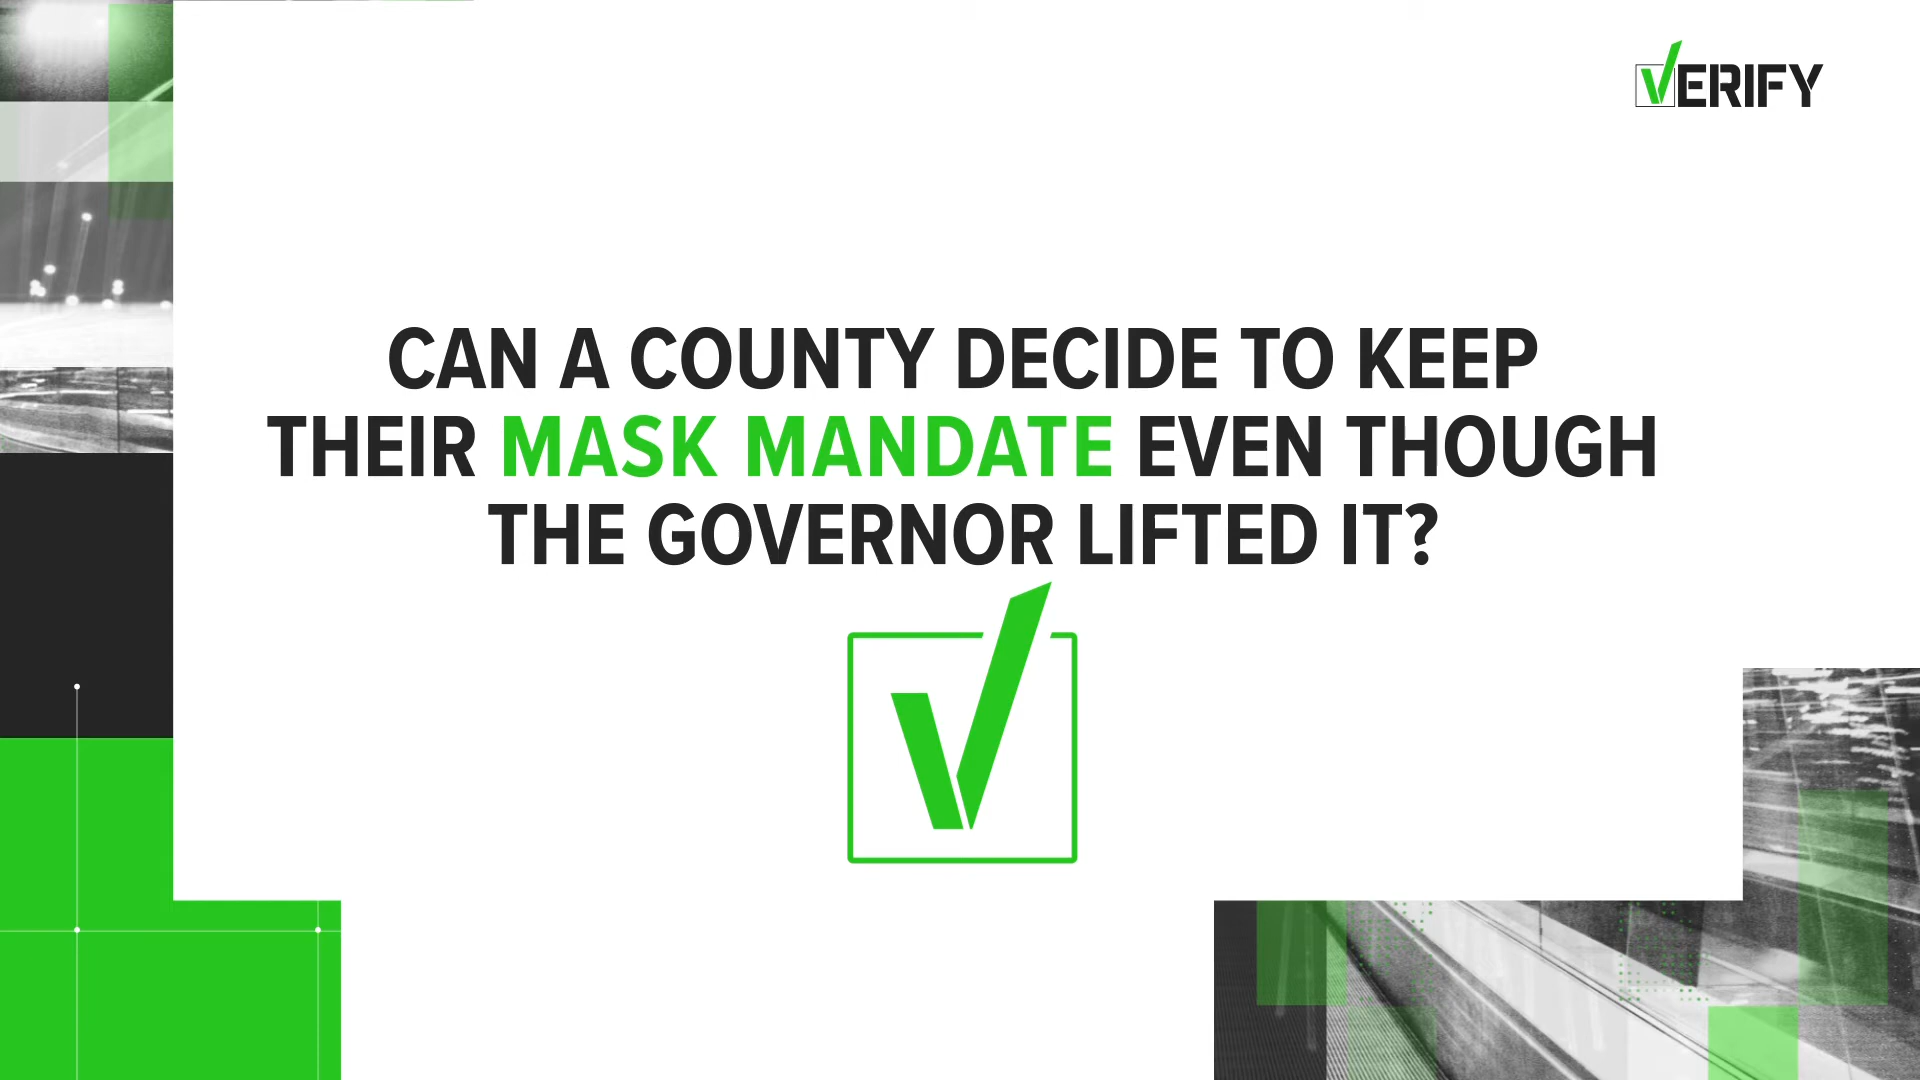 VERIFY
CAN A COUNTY DECIDE TO KEEP
THEIR MASK MANDATE EVEN THOUGH
THE GOVERNOR LIFTED IT?